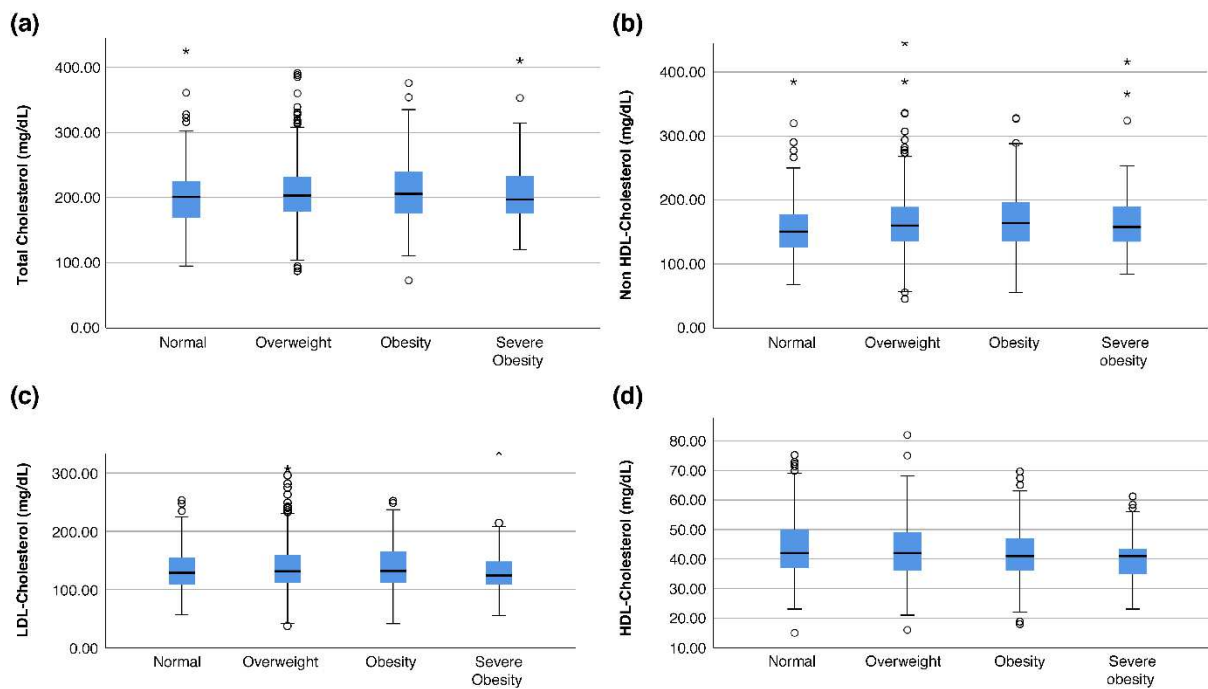 (a)
Total Cholesterol (mg/dL)
400.00
300.00
200.00
100.00
0.00
Normal
Overweight
Obesity
Severe
Obesity
(b)
Non HDL-Cholesterol (mg/dL)
400.00
300.00
200.00
100.00
0.00
Normal
Overweight
Obesity
Severe
obesity
(c)
LDL-Cholesterol (mg/dL)
300.00
200.00
100.00
0.00
Normal
Overweight
Obesity
Severe
Obesity
(d)
HDL-Cholesterol (mg/dL)
80.00
70.00
60.00
50.00
40.00
30.00
20.00
10.00
Normal
Overweight
Obesity
Severe
obesity